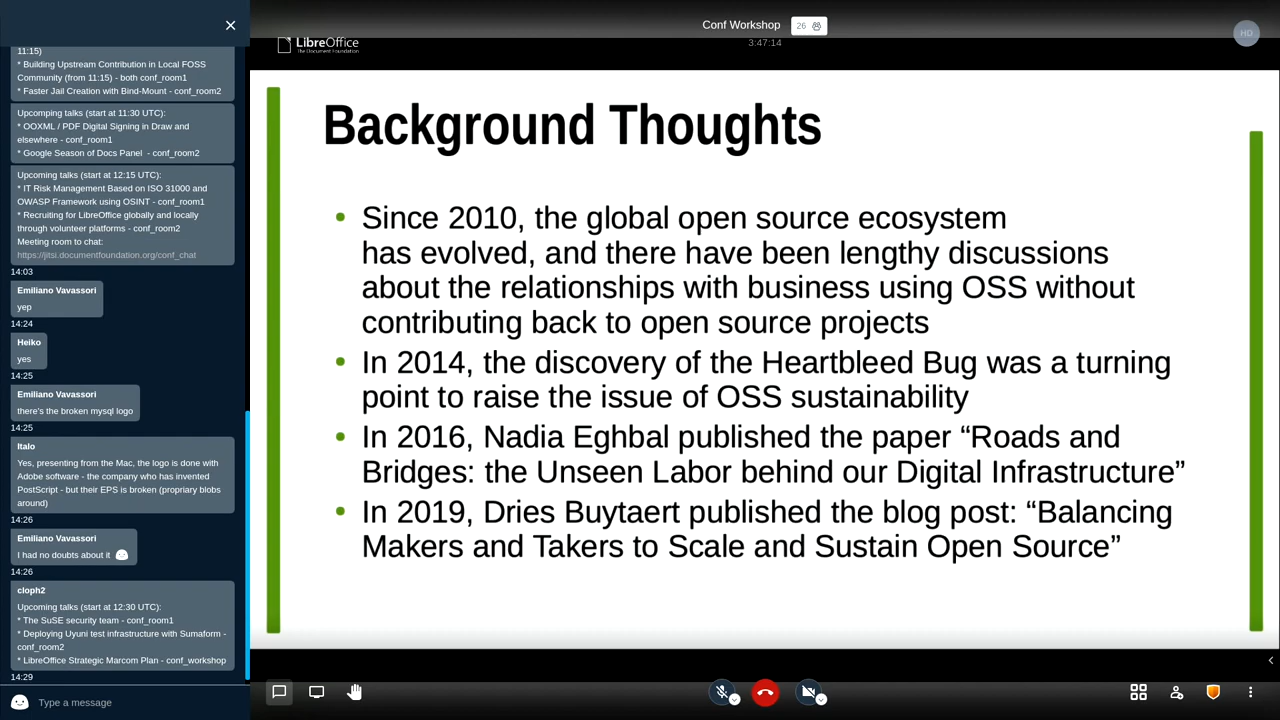 11:15)
* Building Upstream Contribution in Local FOSS
Community (from 11:15) - both conf_room1
* Faster Jail Creation with Bind-Mount - conf_room2
Upcomping talks (start at 11:30 UTC):
* OOXML / PDF Digital Signing in Draw and
elsewhere - conf_room1
* Google Season of Docs Panel - conf_room2
Upcoming talks (start at 12:15 UTC):
* IT Risk Management Based on ISO 31000 and
OWASP Framework using OSINT - conf_room1
* Recruiting for LibreOffice globally and locally
through volunteer platforms - conf_room2
Meeting room to chat:
https://jitsi.documentfoundation.org/conf_chat
14:03
Emiliano Vavassori
yep
14:24
Heiko
yes
14:25
Emiliano Vavassori
there's the broken mysql logo
14:25
Italo
Yes, presenting from the Mac, the logo is done with
Adobe software - the company who has invented
PostScript - but their EPS is broken (propriary blobs
around)
14:26
Emiliano Vavassori
I had no doubts about it
14:26
cloph2
Upcoming talks (start at 12:30 UTC):
* The SuSE security team - conf_room1
* Deploying Uyuni test infrastructure with Sumaform -
conf_room2
* LibreOffice Strategic Marcom Plan - conf_workshop
14:29
Type a message
Conf Workshop 26
3:47:14
HD
LibreOffice
The Document Foundation
Background Thoughts
• Since 2010, the global open source ecosystem
has evolved, and there have been lengthy discussions
about the relationships with business using OSS without
contributing back to open source projects
• In 2014, the discovery of the Heartbleed Bug was a turning
point to raise the issue of OSS sustainability
• In 2016, Nadia Eghbal published the paper “Roads and
Bridges: the Unseen Labor behind our Digital Infrastructure”
• In 2019, Dries Buytaert published the blog post: “Balancing
Makers and Takers to Scale and Sustain Open Source”